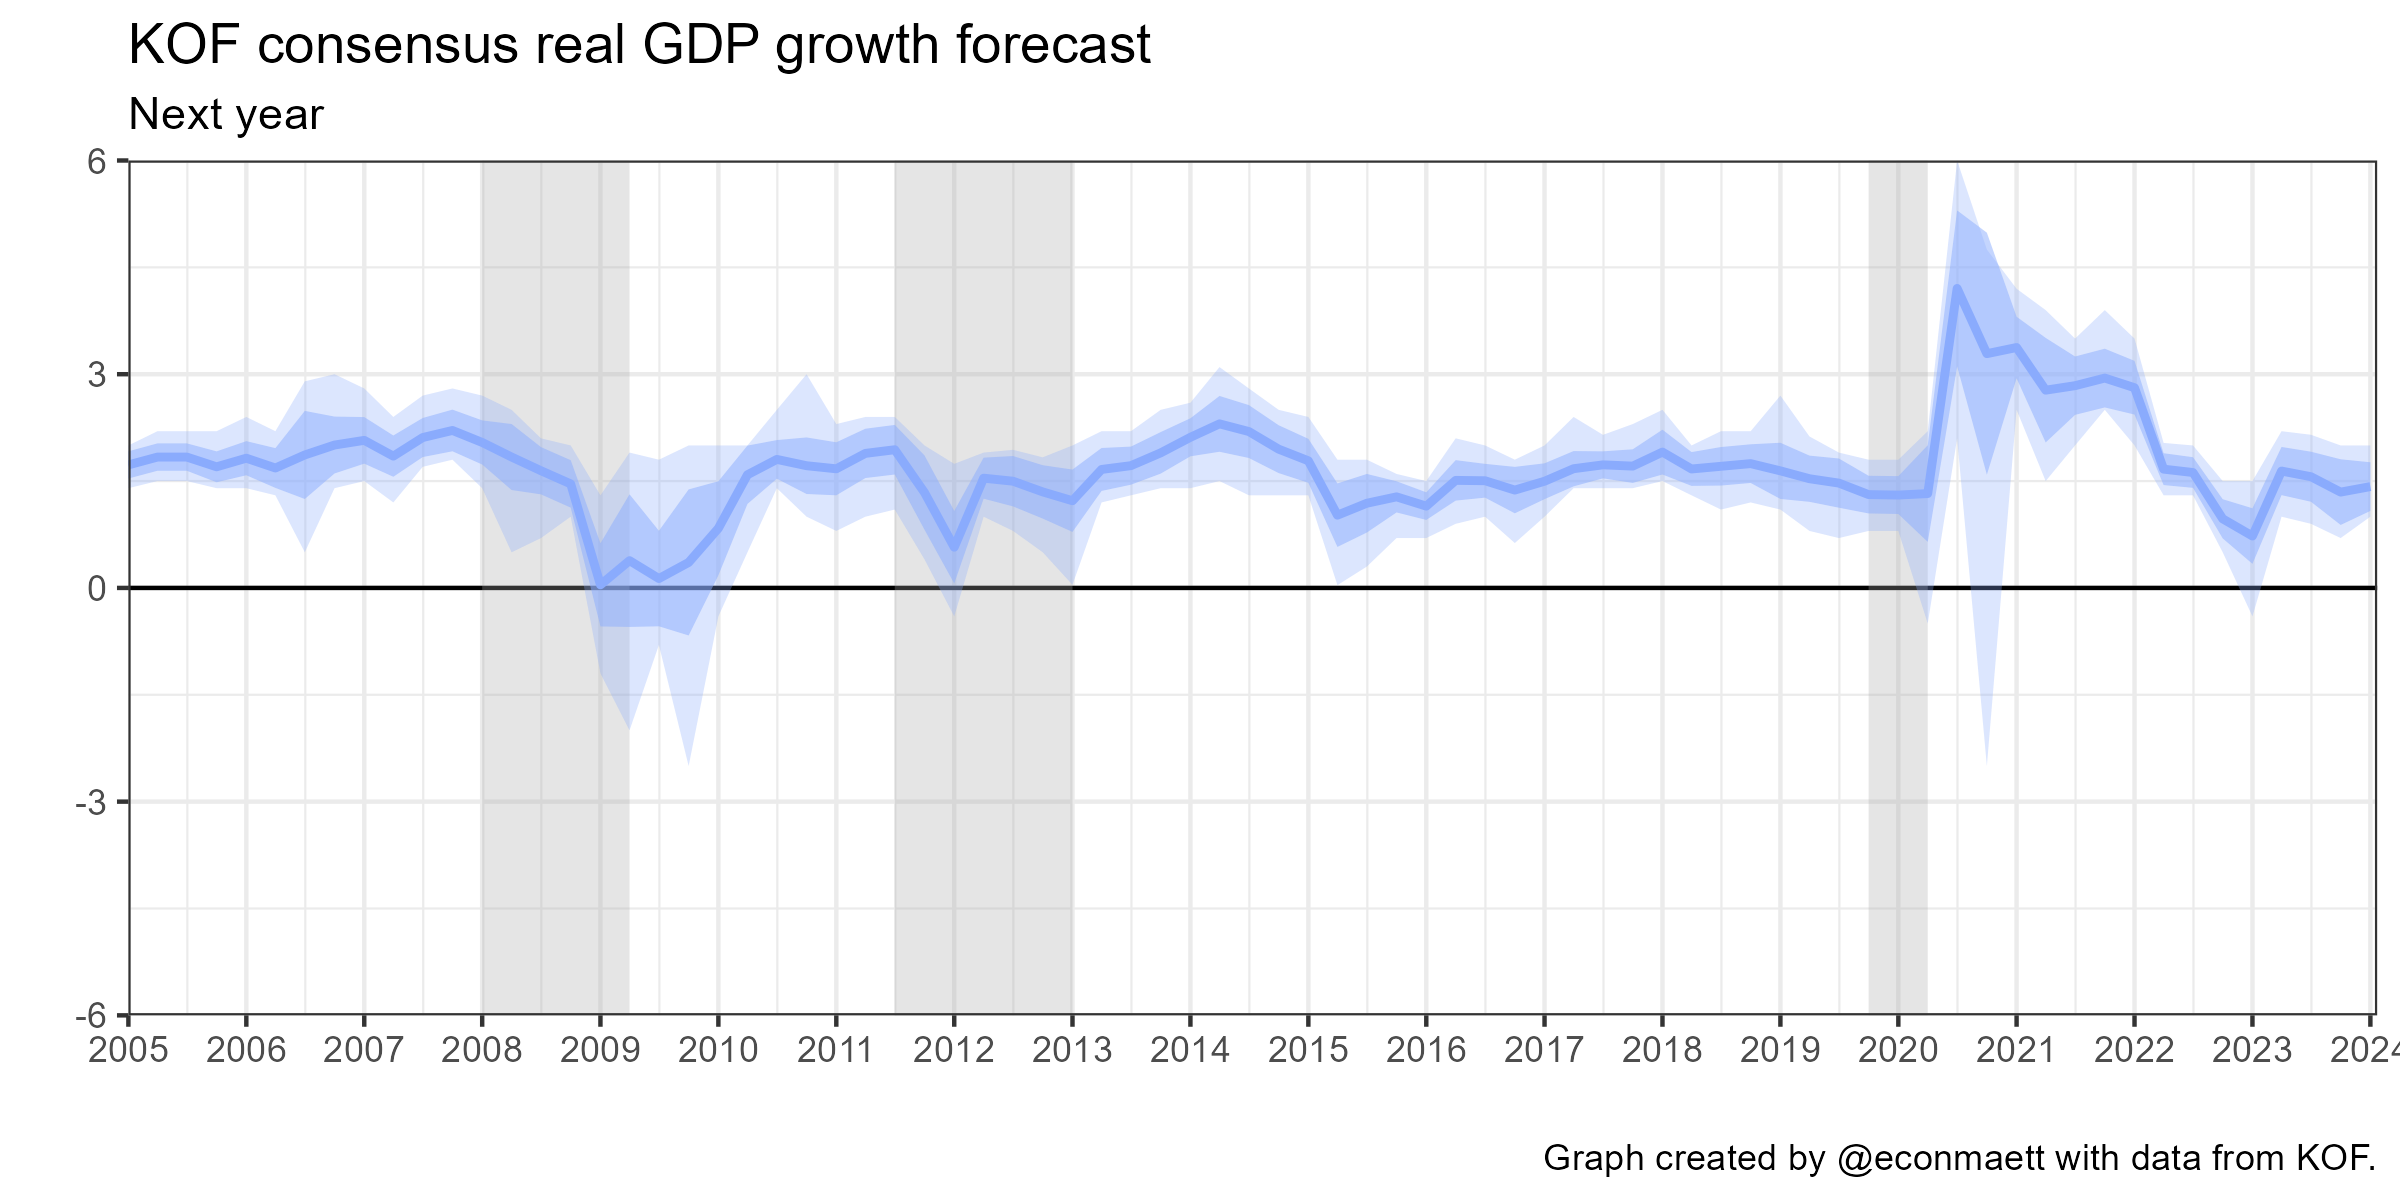 KOF consensus real GDP growth forecast
Next year
6
3
0
-3
-6
2005 2006 2007 2008 2009 2010 2011 2012 2013 2014 2015 2016 2017 2018 2019 2020 2021 2022 2023 2024
Graph created by @econmaett with data from KOF.